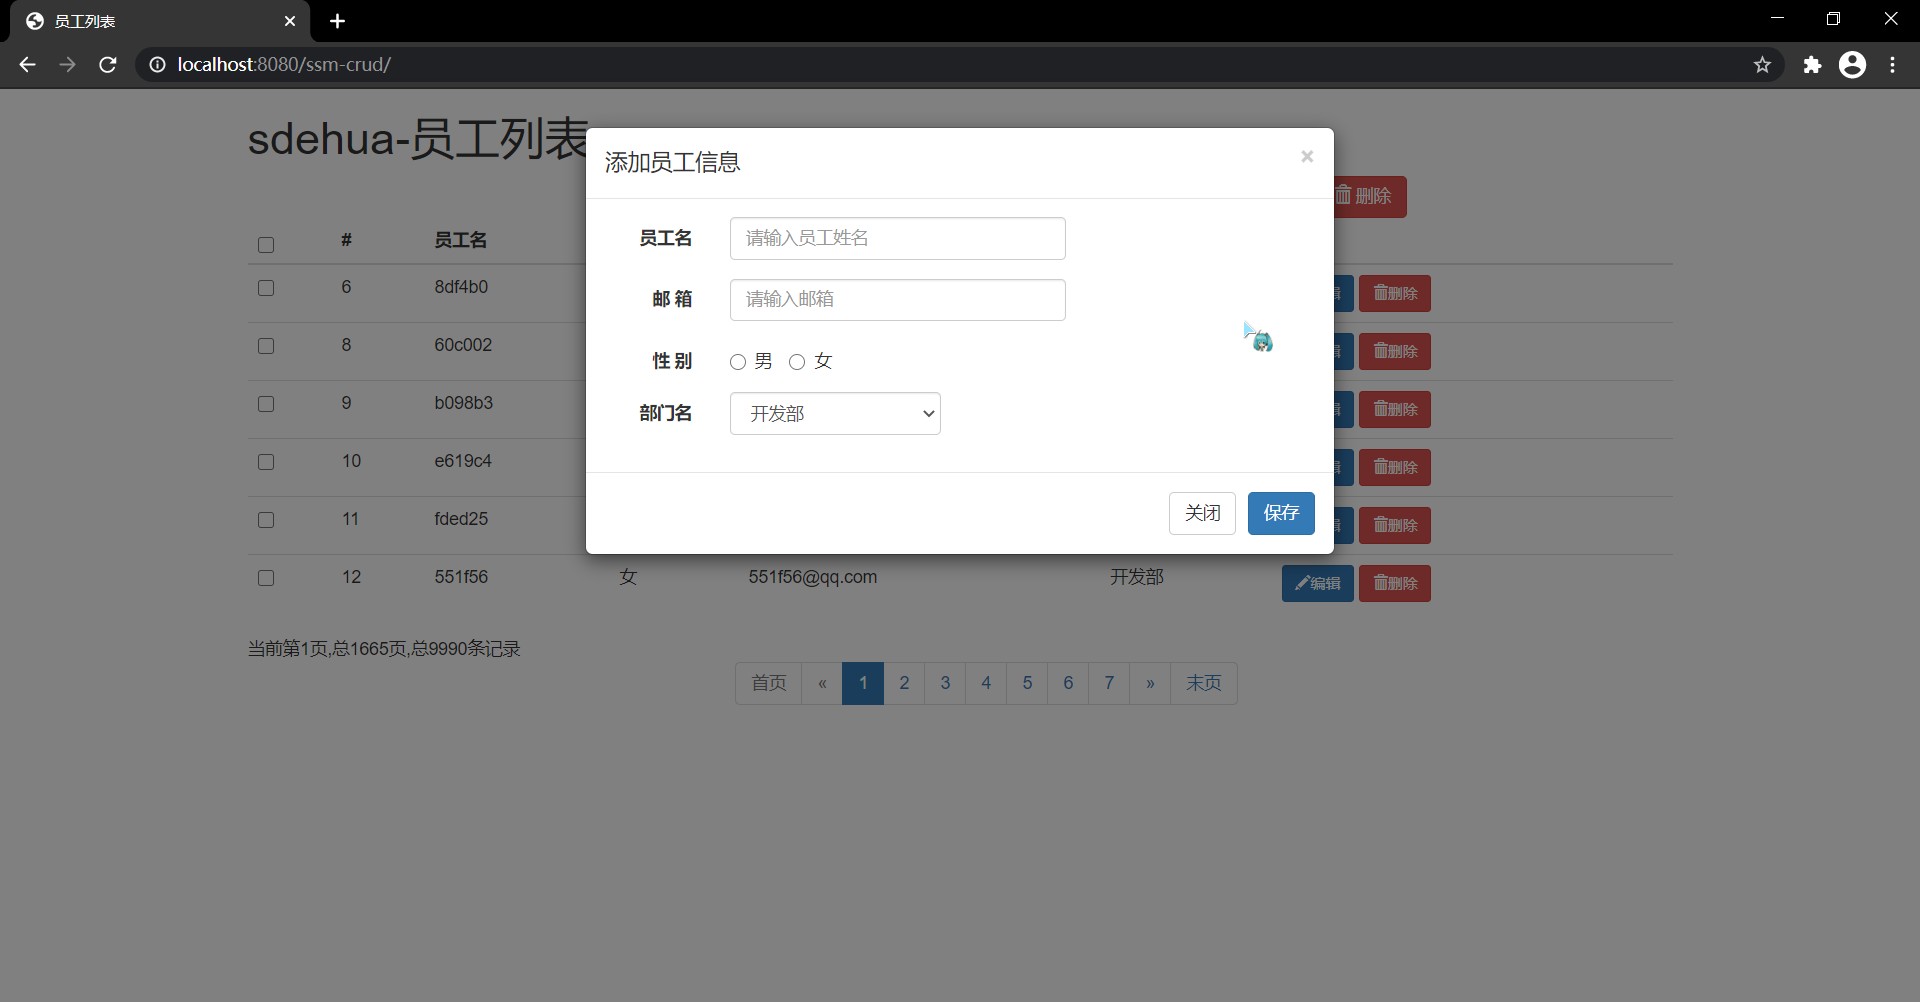 员工列表
localhost:8080/ssm-crud/
sdehua-员工列表
添加员工信息 ×
删除
# 员工名
员工名 请输入员工姓名
6 8df4b0 删除
邮 箱 请输入邮箱
8 60c002 删除
性 别 男 女
9 b098b3 删除
部门名 开发部
10 e619c4 删除
11 fded25 删除
关闭 保存
12 551f56 女 551f56@qq.com 开发部 编辑 删除
当前第1页,总1665页,总9990条记录
首页 « 1 2 3 4 5 6 7 » 末页